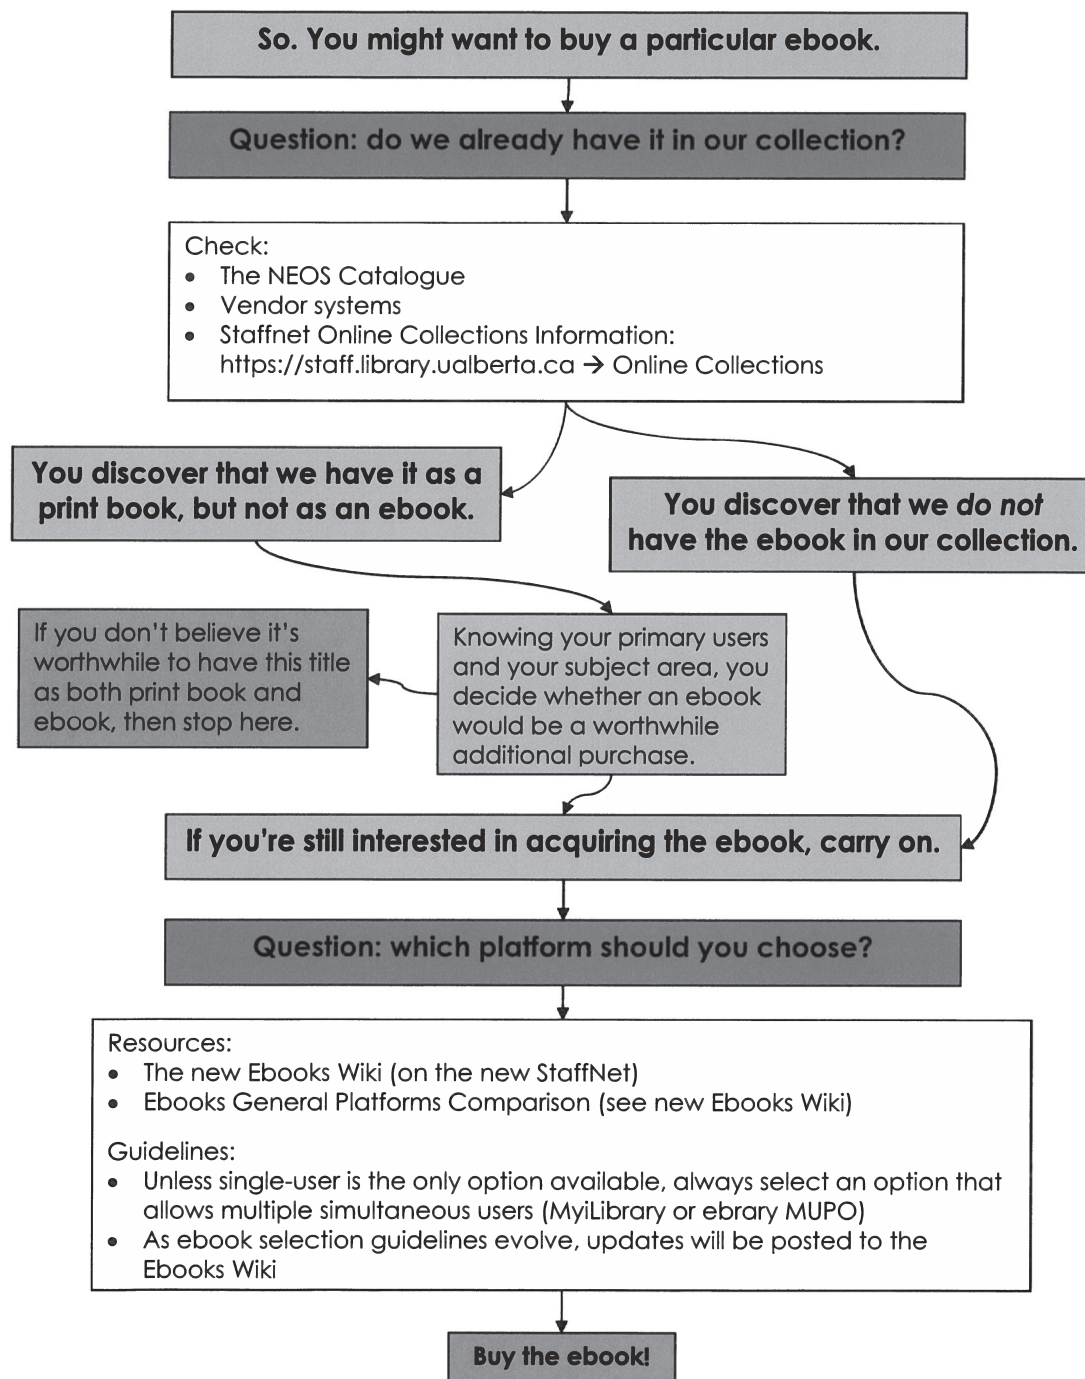 So. You might want to buy a particular ebook.
Question: do we already have it in our collection?
Check:
• The NEOS Catalogue
• Vendor systems
• Staffnet Online Collections Information:
https://staff.library.ualberta.ca → Online Collections
You discover that we have it as a
print book, but not as an ebook.
You discover that we do not
have the ebook in our collection.
If you don't believe it's
worthwhile to have this title
as both print book and
ebook, then stop here.
Knowing your primary users
and your subject area, you
decide whether an ebook
would be a worthwhile
additional purchase.
If you're still interested in acquiring the ebook, carry on.
Question: which platform should you choose?
Resources:
• The new Ebooks Wiki (on the new StaffNet)
• Ebooks General Platforms Comparison (see new Ebooks Wiki)
Guidelines:
• Unless single-user is the only option available, always select an option that
allows multiple simultaneous users (MyiLibrary or ebrary MUPO)
• As ebook selection guidelines evolve, updates will be posted to the
Ebooks Wiki
Buy the ebook!